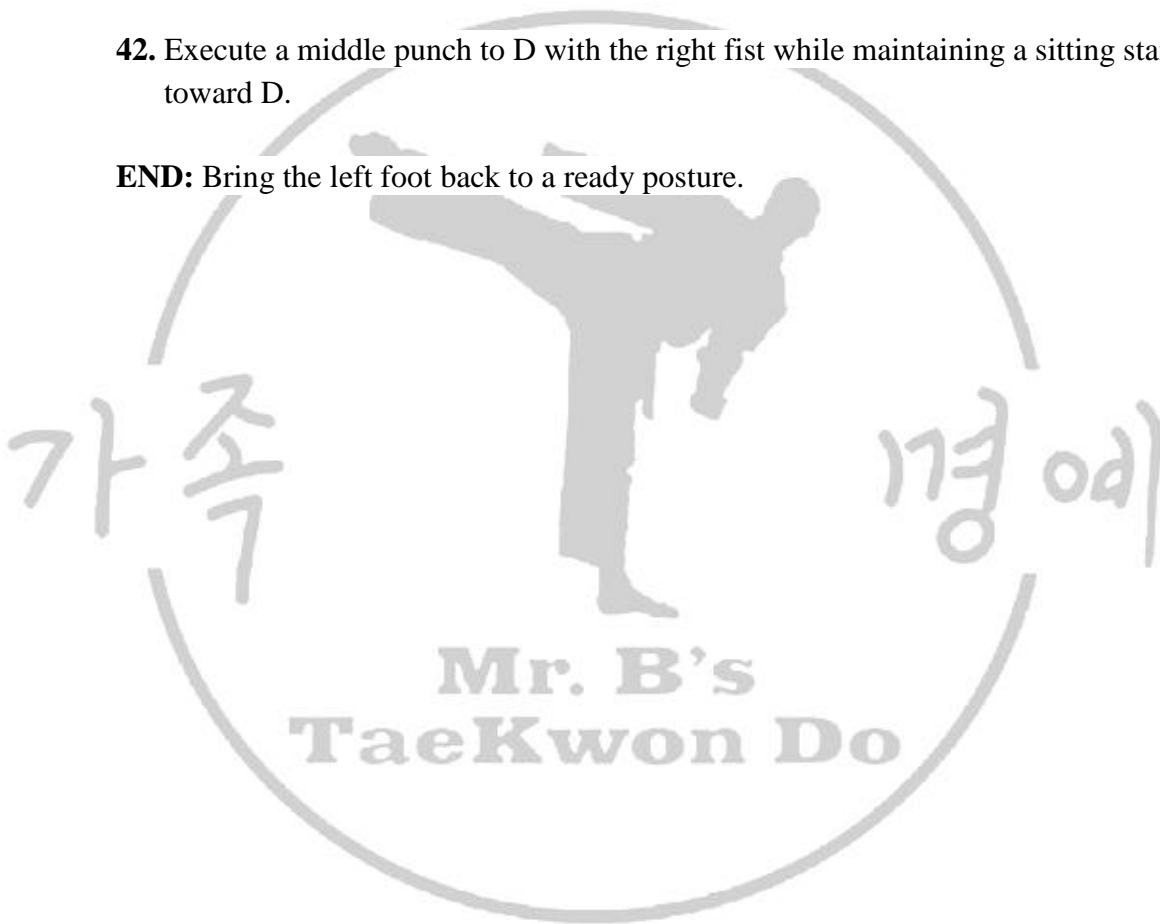 42. Execute a middle punch to D with the right fist while maintaining a sitting
toward D.
END: Bring the left foot back to a ready posture.
가족
명예
Mr. B's
TaeKwon Do